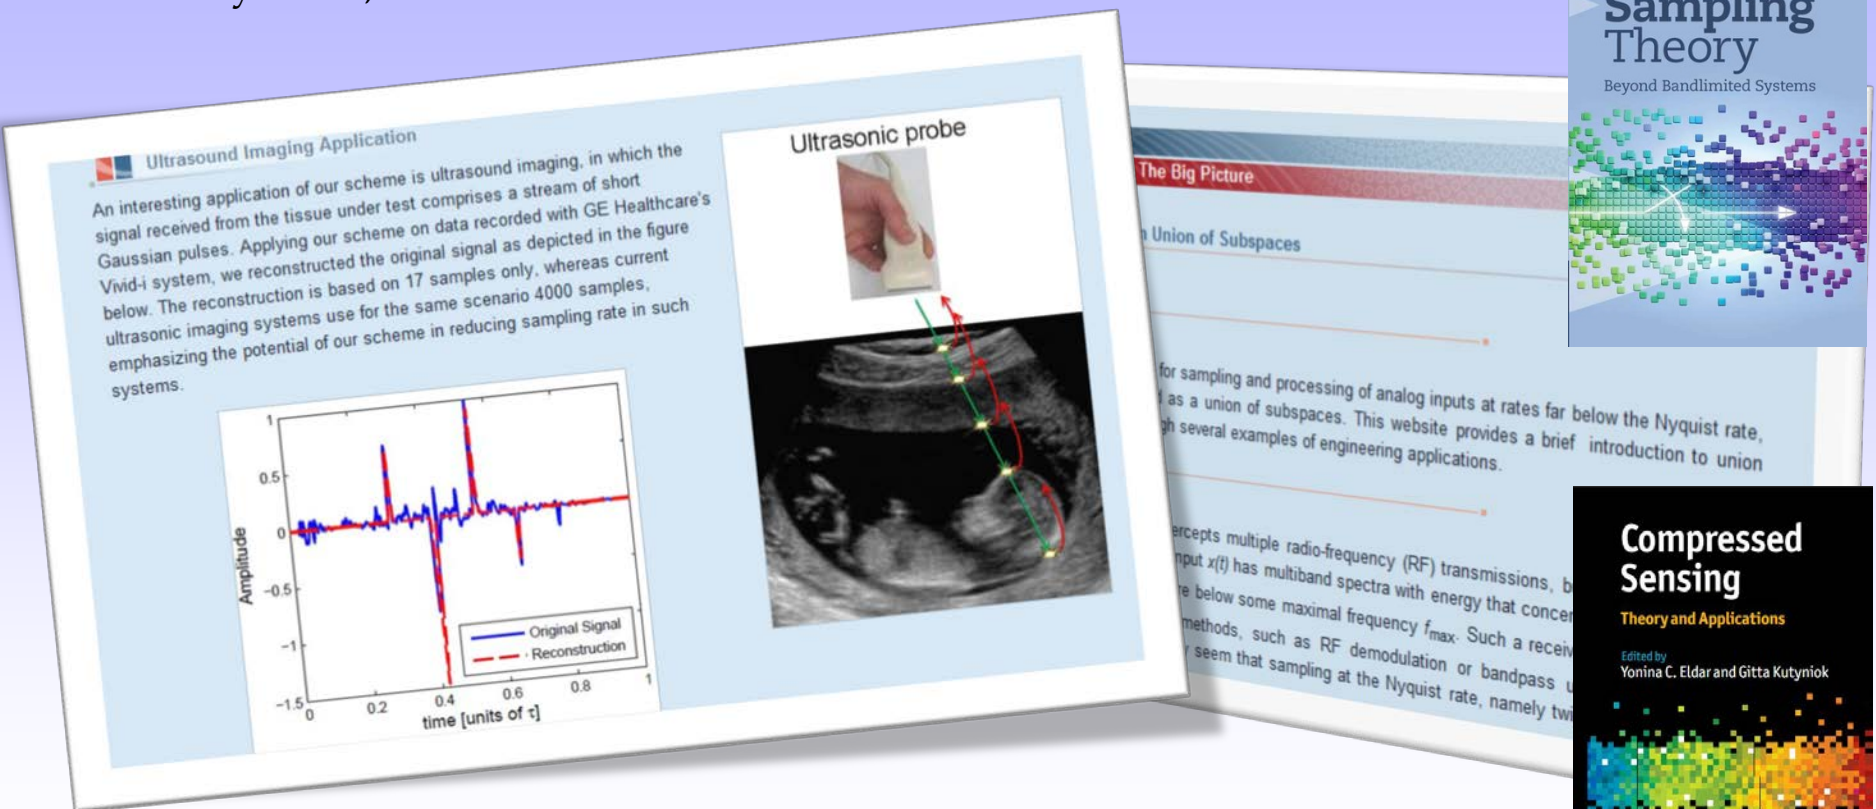 Ultrasound Imaging Application
An interesting application of our scheme is ultrasound imaging, in which the
signal received from the tissue under test comprises a stream of short
Gaussian pulses. Applying our scheme on data recorded with GE Healthcare's
Vivid-i system, we reconstructed the original signal as depicted in the figure
below. The reconstruction is based on 17 samples only, whereas current
ultrasonic imaging systems use for the same scenario 4000 samples,
emphasizing the potential of our scheme in reducing sampling rate in such
systems.
1
0.5
0
-0.5
-1
-1.5
0
0.2
0.4
0.6
0.8
1
Amplitude
time [units of τ]
Original Signal
Reconstruction
Ultrasonic probe
The Big Picture
Union of Subspaces
for sampling and processing of analog inputs at rates far below the Nyquist rate,
as a union of subspaces. This website provides a brief introduction to union
several examples of engineering applications.
multiple radio-frequency (RF) transmissions,
x(t) has multiband spectra with energy that
below some maximal frequency fmax. Such a
methods, such as RF demodulation or bandpass
seem that sampling at the Nyquist rate, namely
Sampling
Theory
Beyond Bandlimited Systems
Compressed
Sensing
Theory and Applications
Edited by
Yonina C. Eldar and Gitta Kutyniok